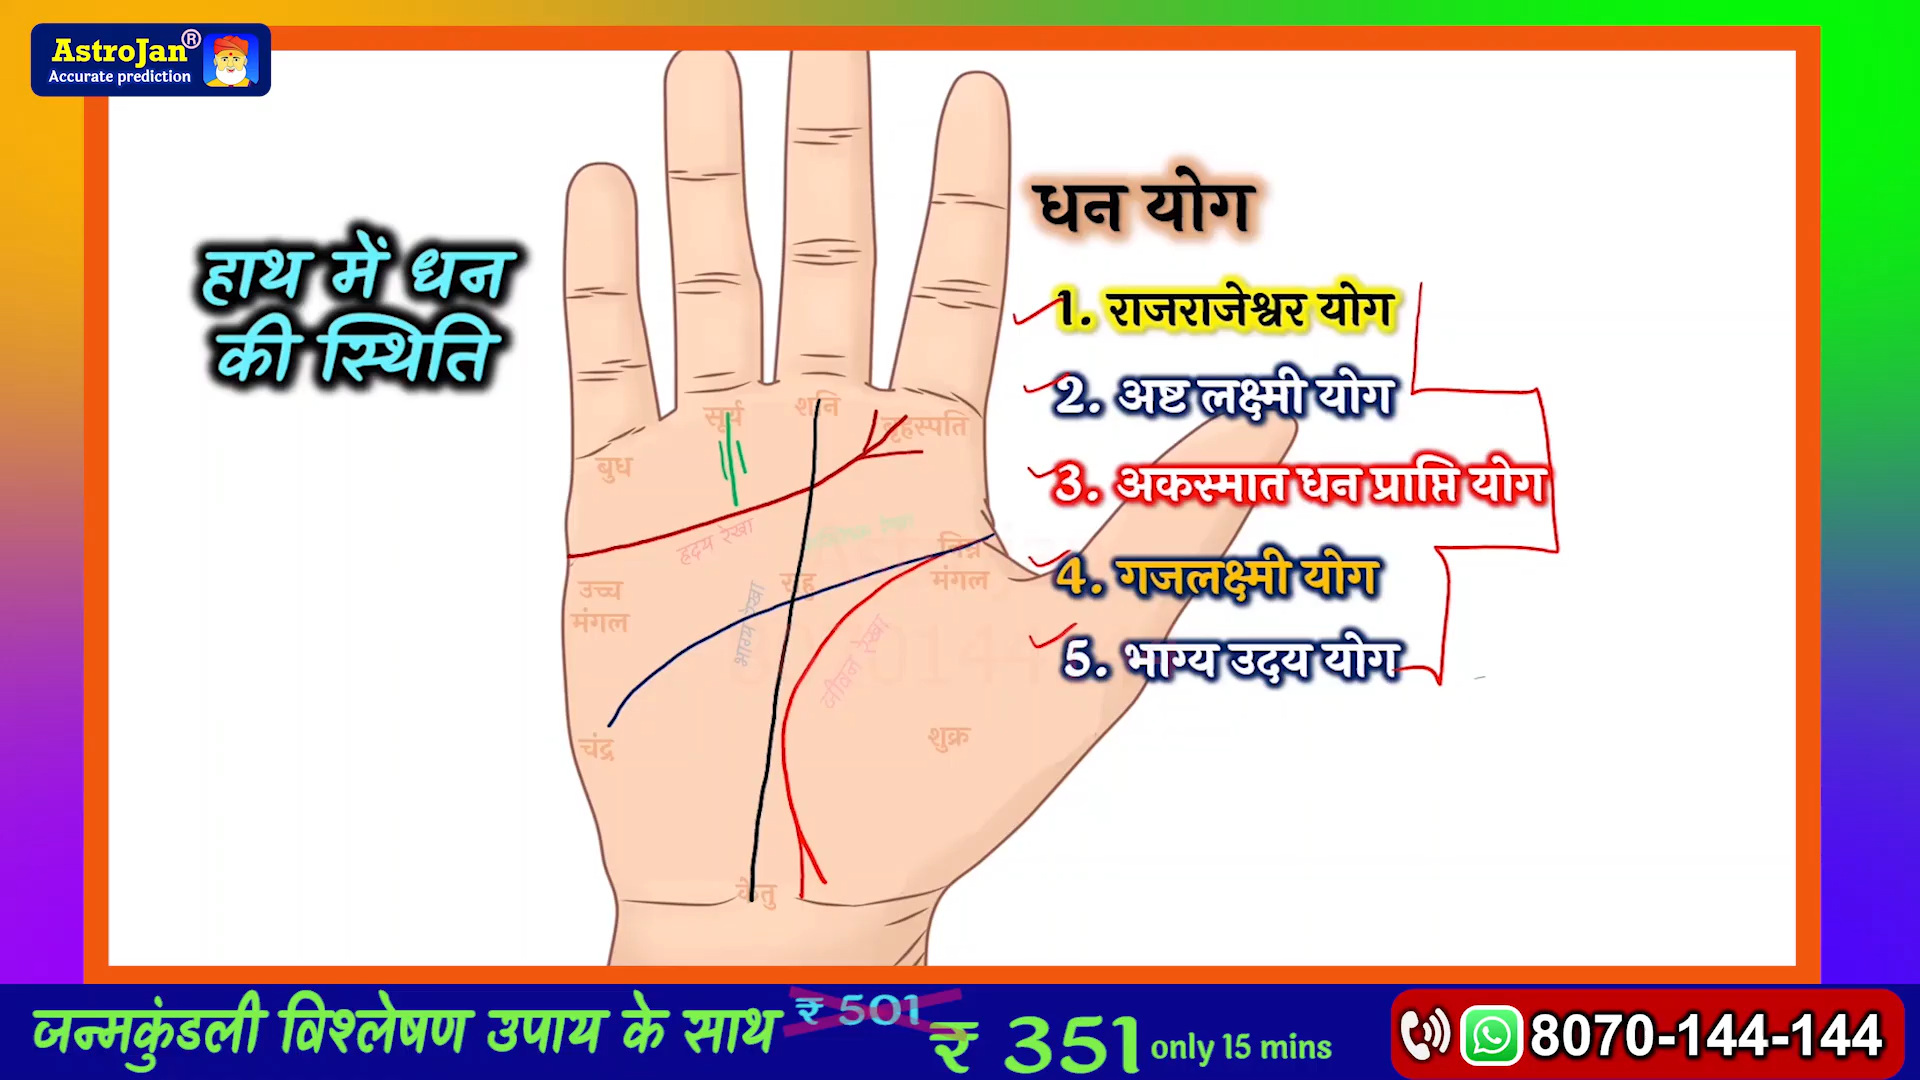 AstroJan®
Accurate prediction
हाथ में धन
की स्थिति
धन योग
1. राजराजेश्वर योग
2. अष्ट लक्ष्मी योग
3. अकस्मात धन प्राप्ति योग
4. गजलक्ष्मी योग
5. भाग्य उदय योग
सूर्य
शनि
बृहस्पति
बुध
हृदय रेखा
निम्न
मंगल
उच्च
मंगल
राहु
भाग्य रेखा
जीवन रेखा
चंद्र
शुक्र
केतु
जन्मकुंडली विश्लेषण उपाय के साथ ₹ 501 ₹ 351 only 15 mins
8070-144-144